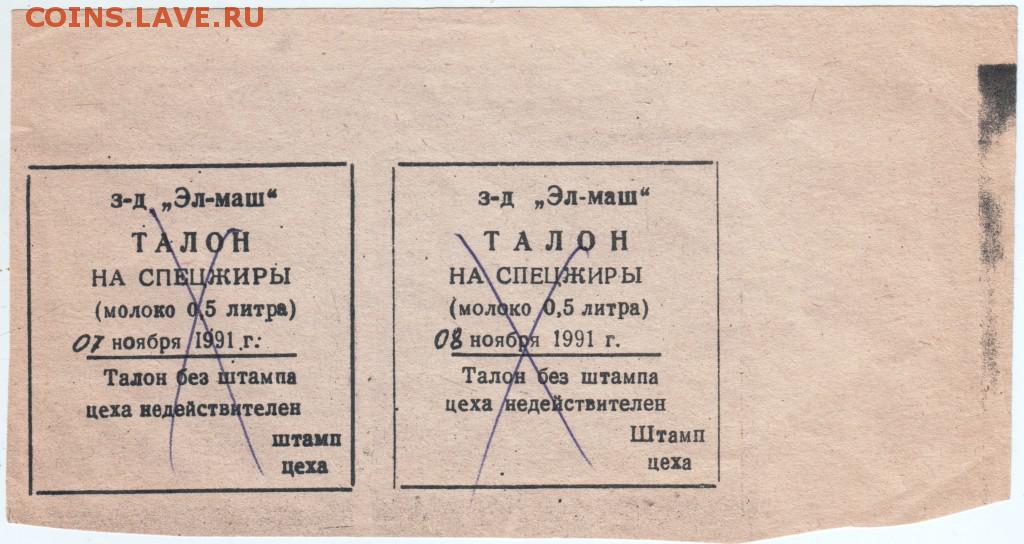 COINS.LAVE.RU
з-д „Эл-маш“
ТАЛОН
НА СПЕЦЖИРЫ
(молоко 0,5 литра)
07 ноября 1991 г.
Талон без штампа
цеха недействителен
штамп
цеха
з-д „Эл-маш“
ТАЛОН
НА СПЕЦЖИРЫ
(молоко 0,5 литра)
08 ноября 1991 г.
Талон без штампа
цеха недействителен
Штамп
цеха